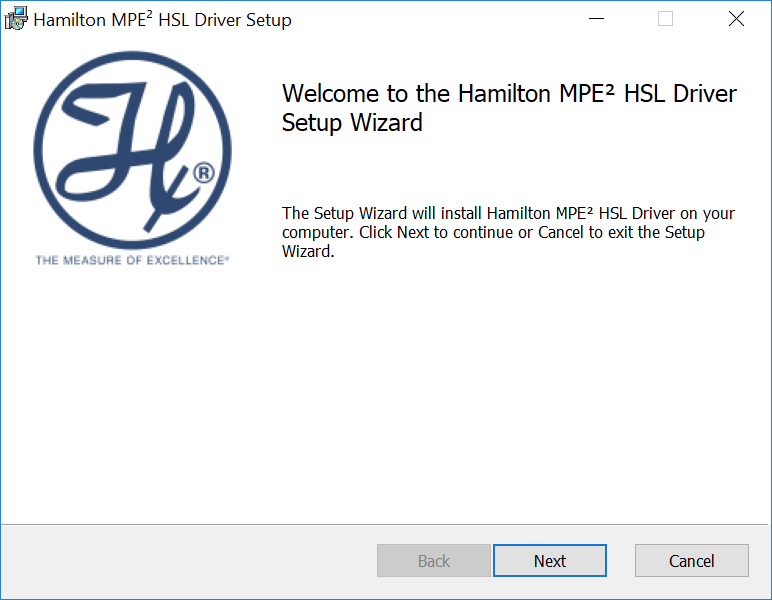 Hamilton MPE² HSL Driver Setup
Welcome to the Hamilton MPE² HSL Driver
Setup Wizard
H®
THE MEASURE OF EXCELLENCE®
The Setup Wizard will install Hamilton MPE² HSL Driver on your
computer. Click Next to continue or Cancel to exit the Setup
Wizard.
Back
Next
Cancel